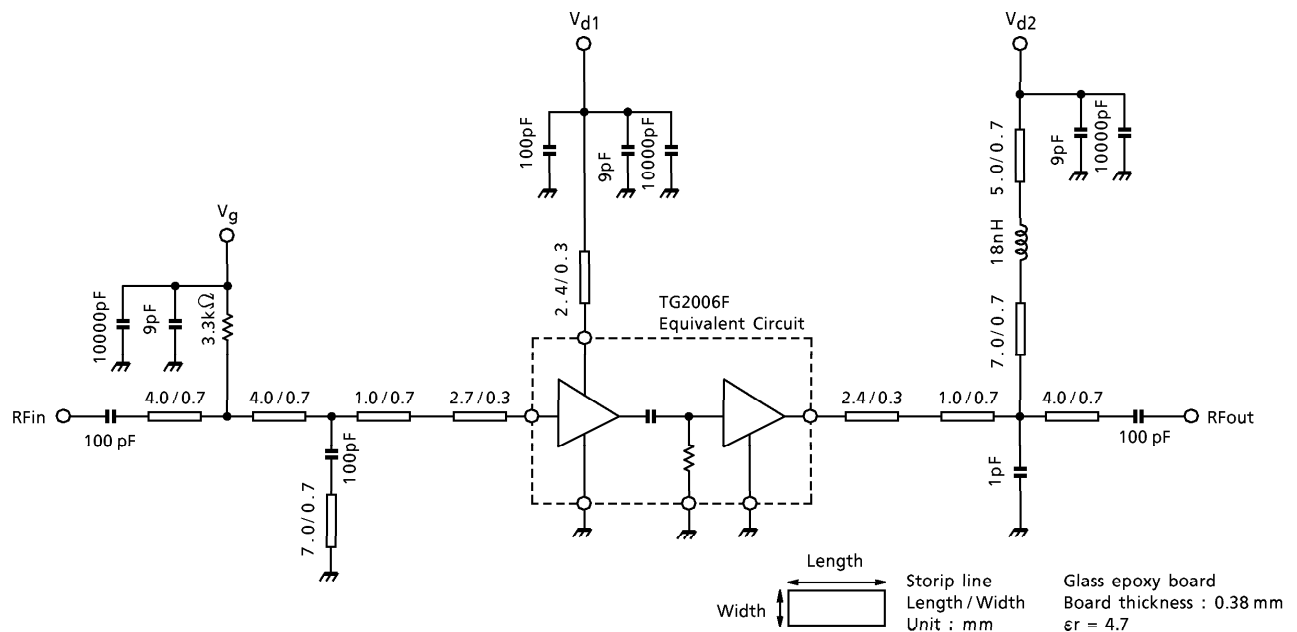 Vd1
Vd2
100pF
9pF
10000pF
5.0/0.7
9pF
10000pF
18nH
Vg
2.4/0.3
10000pF
9pF
3.3kΩ
TG2006F
Equivalent Circuit
7.0/0.7
RFin
100 pF
4.0/0.7
4.0/0.7
1.0/0.7
2.7/0.3
2.4/0.3
1.0/0.7
4.0/0.7
100 pF
RFout
100pF
7.0/0.7
1pF
Length
Width
Storip line
Length/Width
Unit : mm
Glass epoxy board
Board thickness : 0.38 mm
εr = 4.7